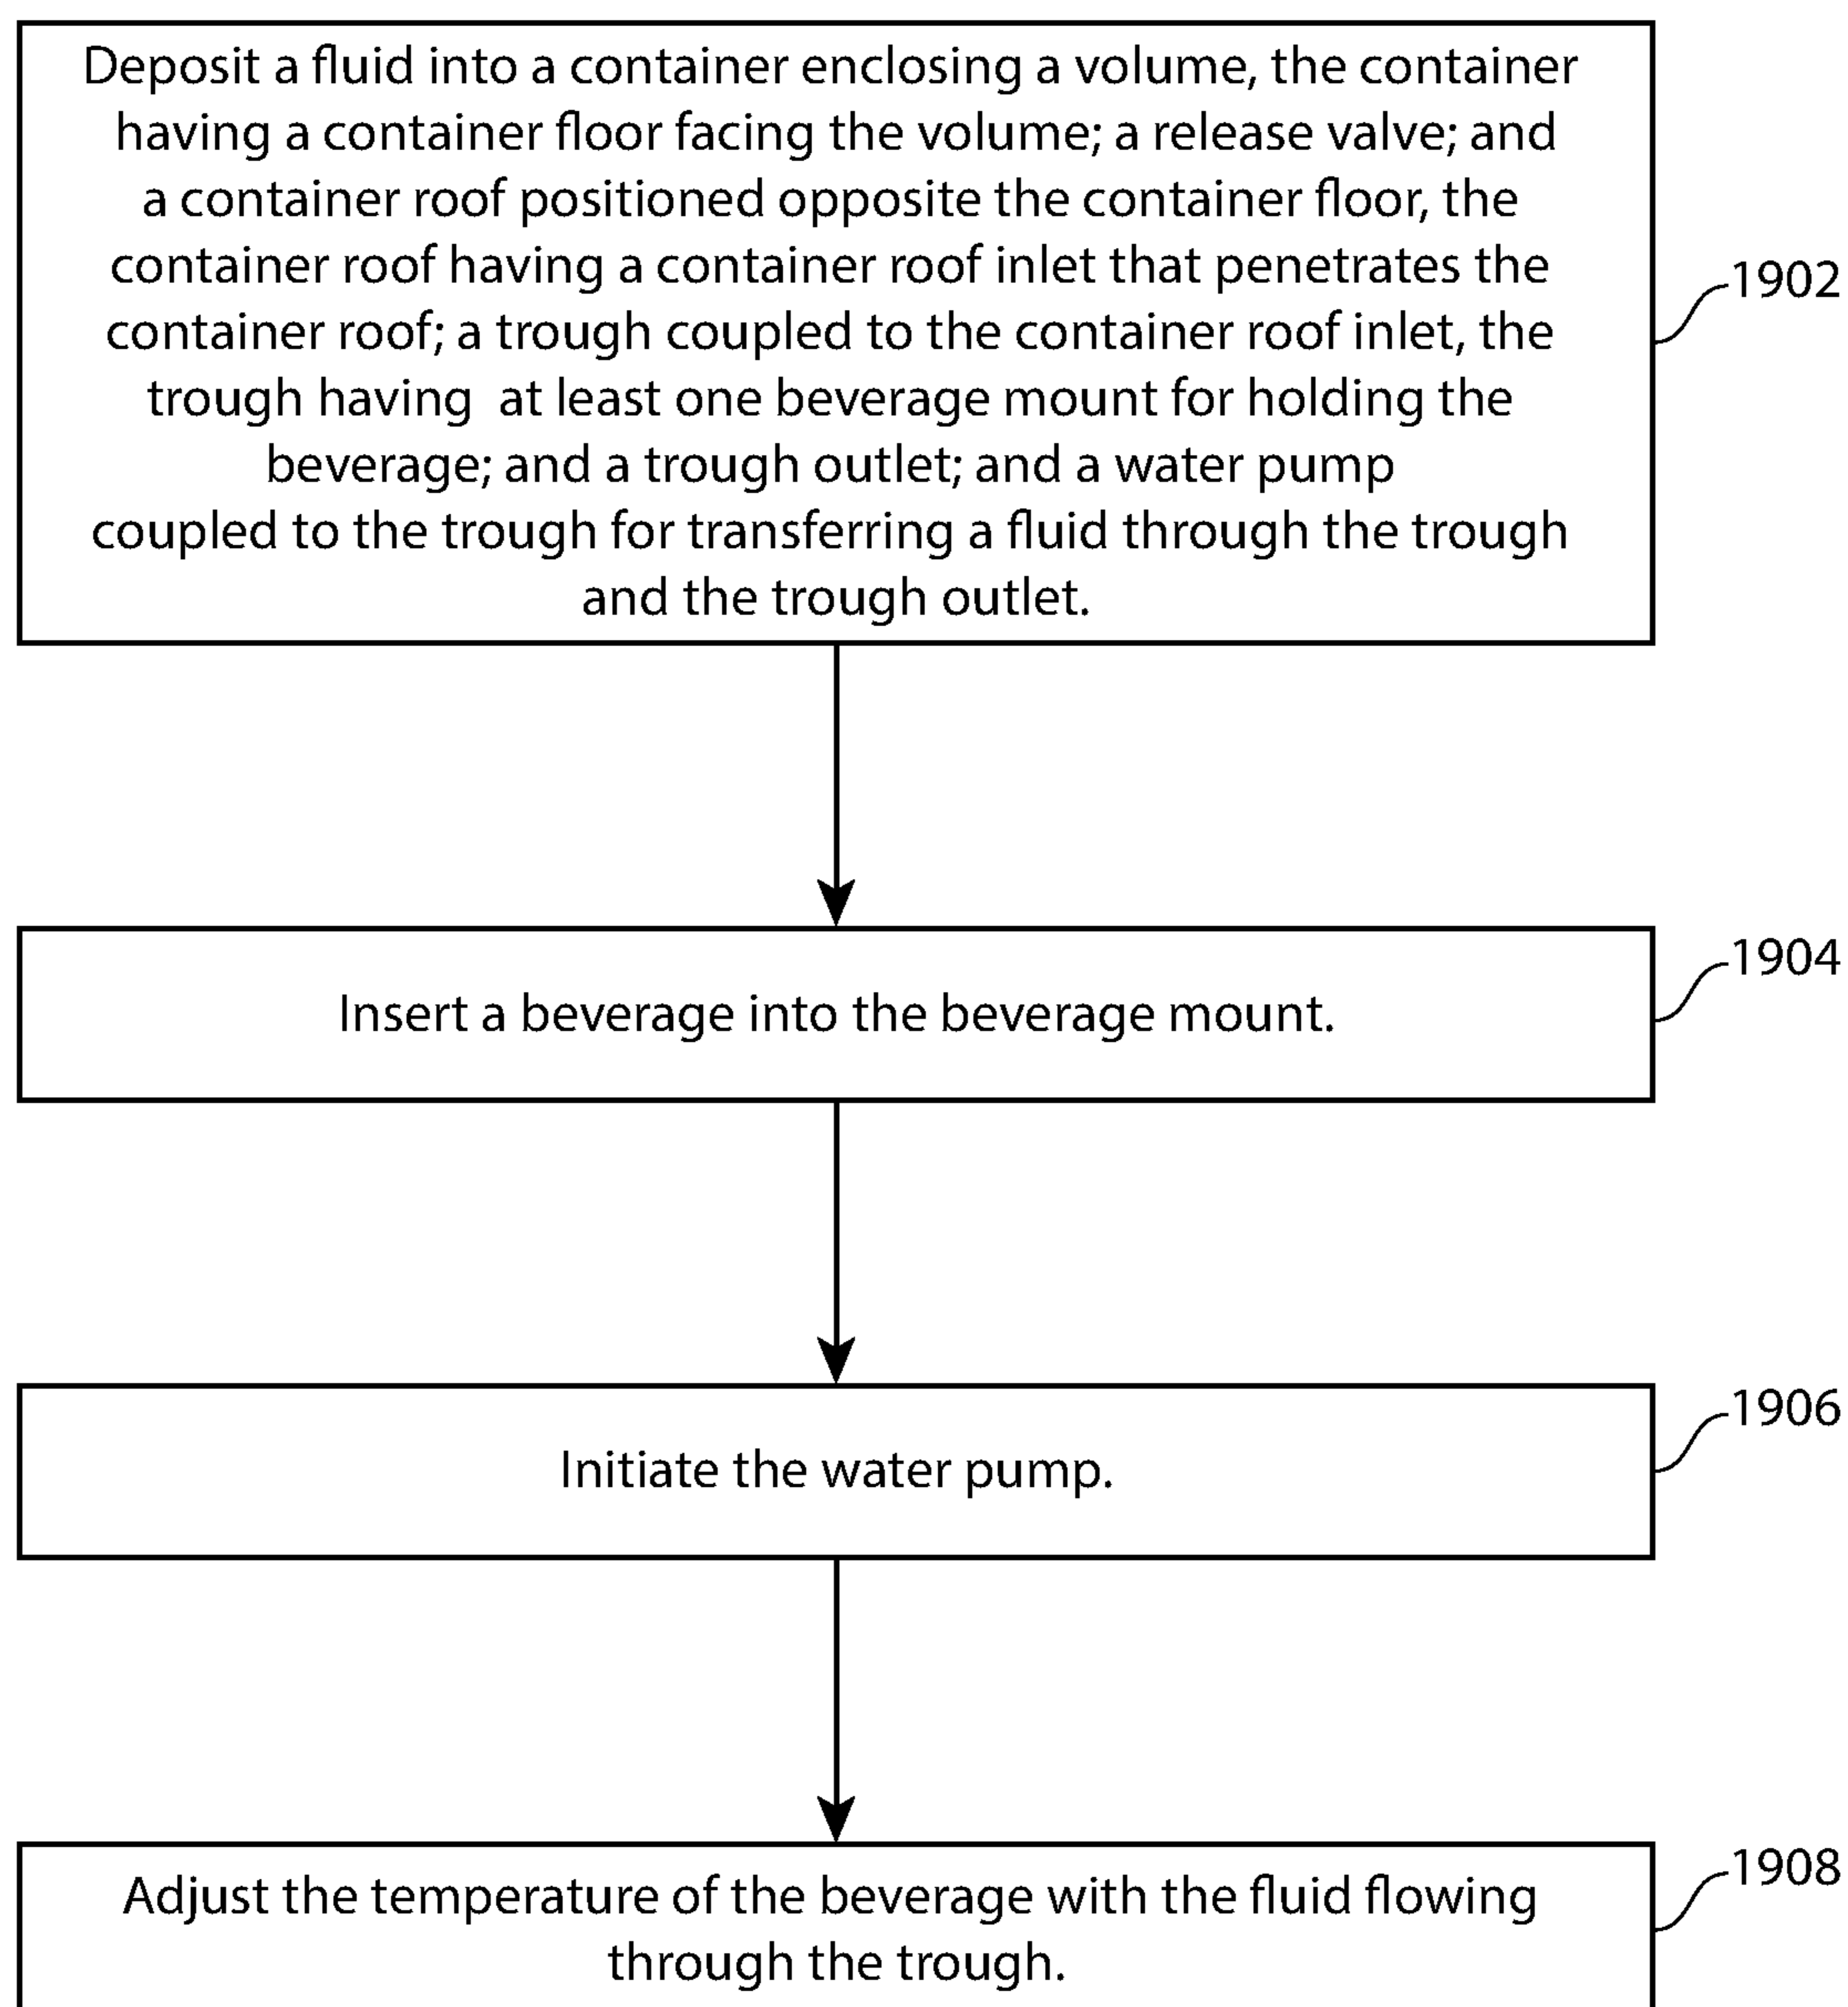 Deposit a fluid into a container enclosing a volume, the container
having a container floor facing the volume; a release valve; and
a container roof positioned opposite the container floor, the
container roof having a container roof inlet that penetrates the
container roof; a trough coupled to the container roof inlet, the
trough having at least one beverage mount for holding the
beverage; and a trough outlet; and a water pump
coupled to the trough for transferring a fluid through the trough
and the trough outlet.
1902
Insert a beverage into the beverage mount.
1904
Initiate the water pump.
1906
Adjust the temperature of the beverage with the fluid flowing
through the trough.
1908